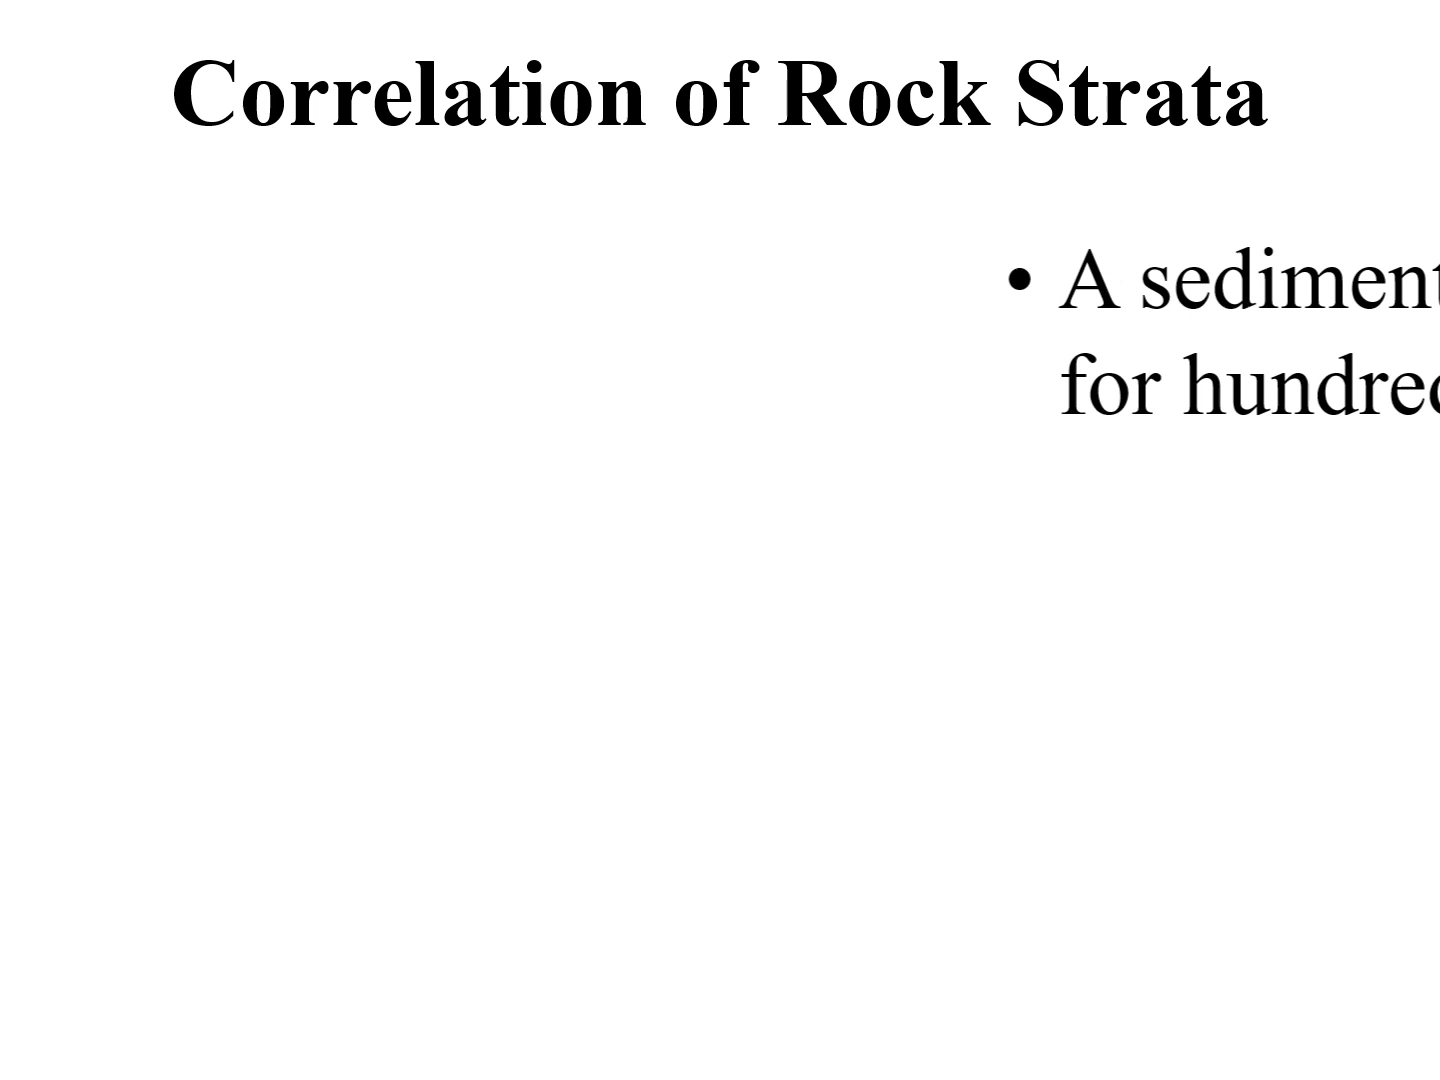 Correlation of Rock Strata
• A sediment
for hundred